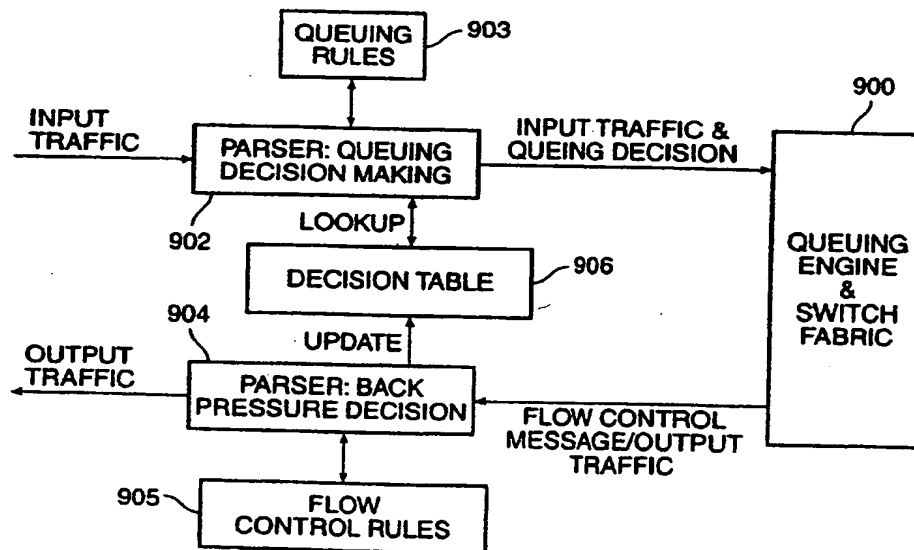 QUEUING
RULES
903
900
INPUT
TRAFFIC
PARSER: QUEUING
DECISION MAKING
INPUT TRAFFIC &
QUEING DECISION
902
LOOKUP
DECISION TABLE
906
QUEUING
ENGINE
&
SWITCH
FABRIC
904
UPDATE
OUTPUT
TRAFFIC
PARSER: BACK
PRESSURE DECISION
FLOW CONTROL
MESSAGE/OUTPUT
TRAFFIC
905
FLOW
CONTROL RULES